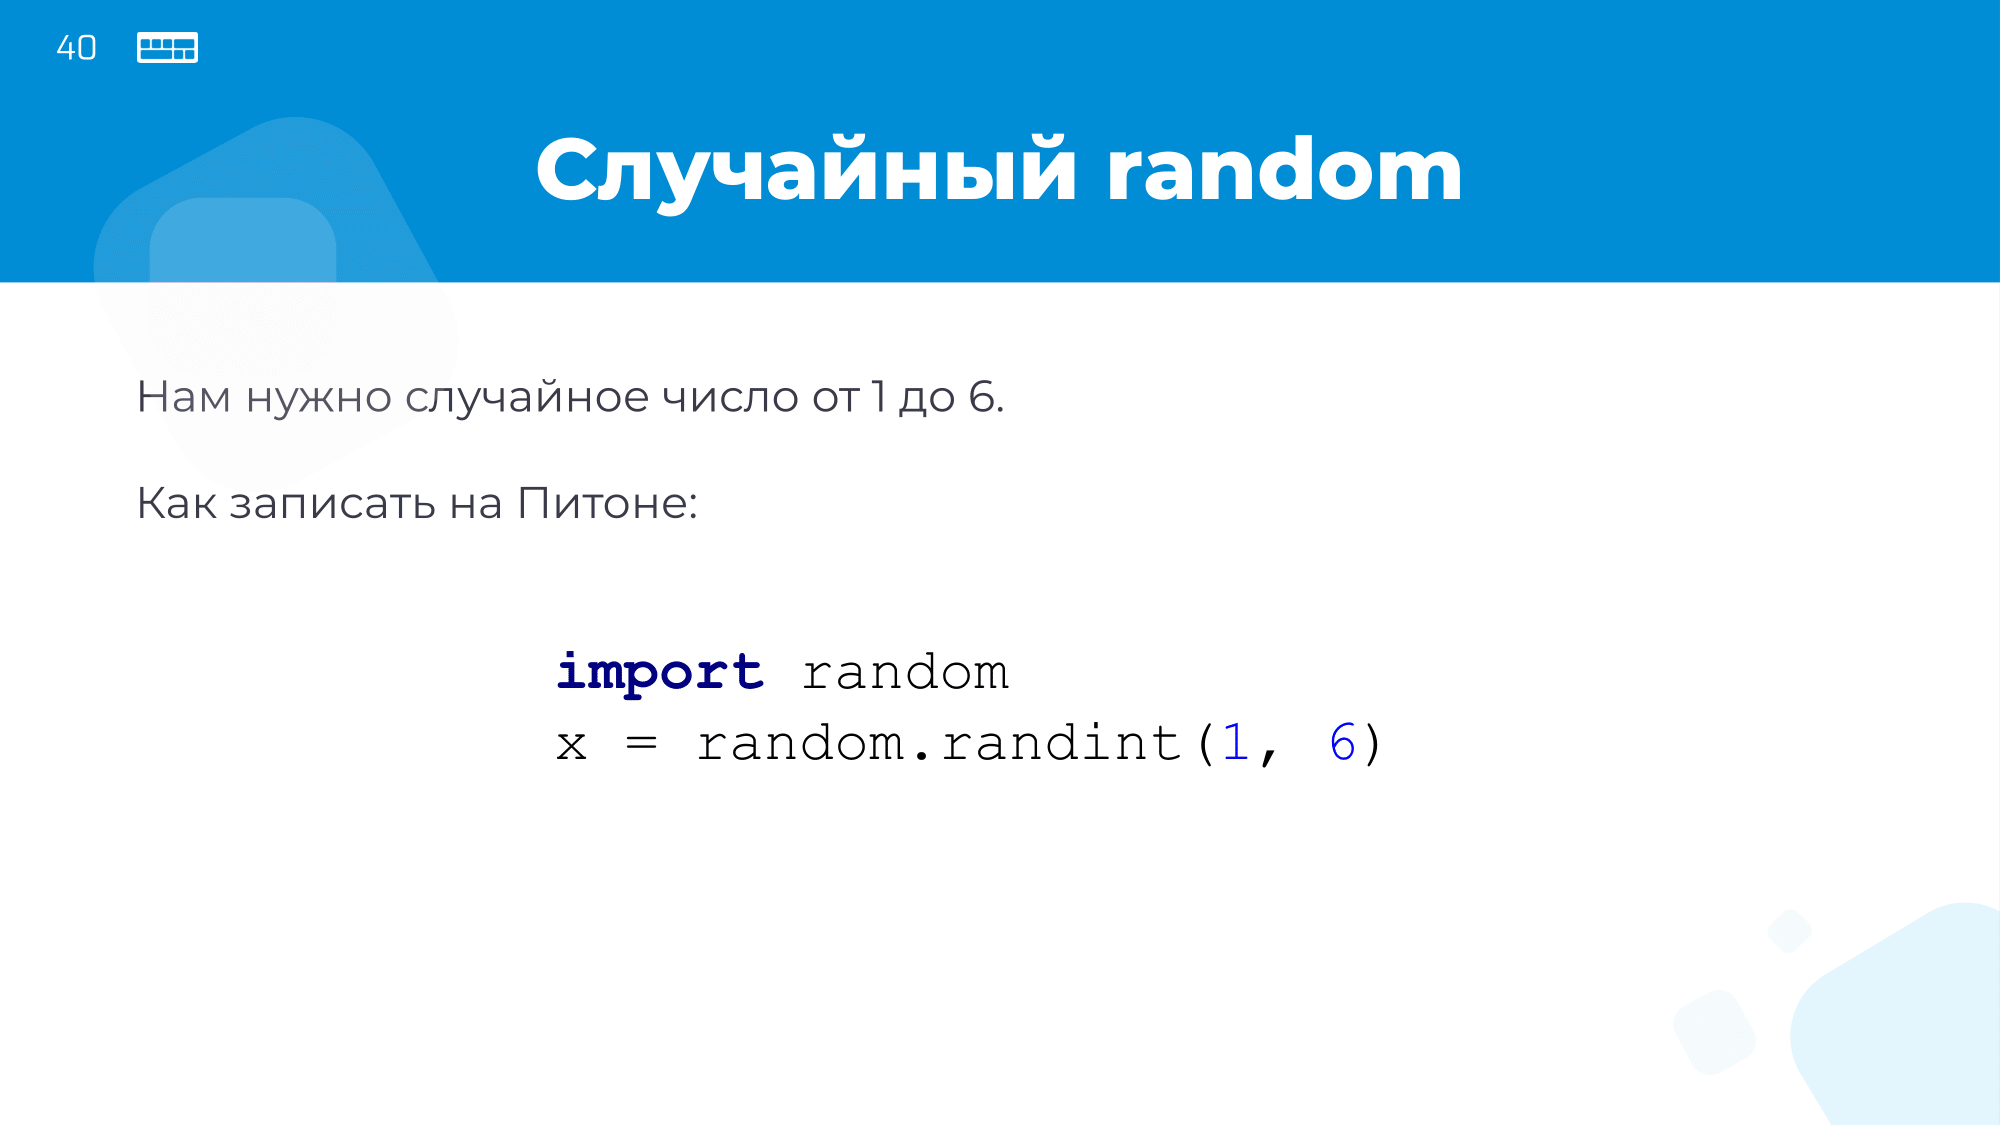 40
Случайный random
Нам нужно случайное число от 1 до 6.
Как записать на Питоне:
import random
x = random.randint(1, 6)